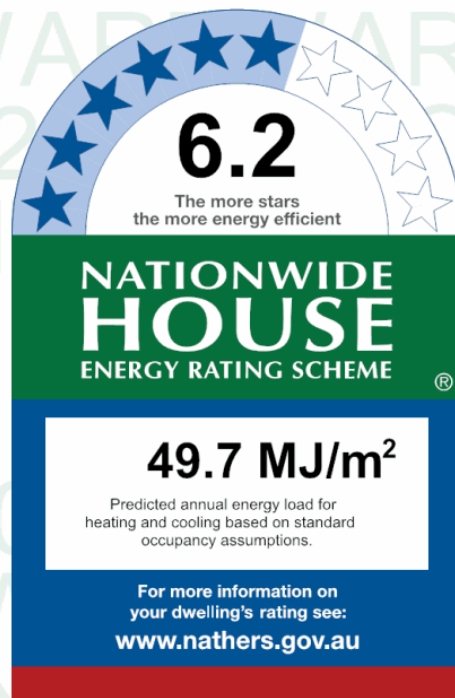 6.2
The more stars
the more energy efficient
NATIONWIDE
HOUSE
ENERGY RATING SCHEME
®
49.7 MJ/m²
Predicted annual energy load for
heating and cooling based on standard
occupancy assumptions.
For more information on
your dwelling's rating see:
www.nathers.gov.au